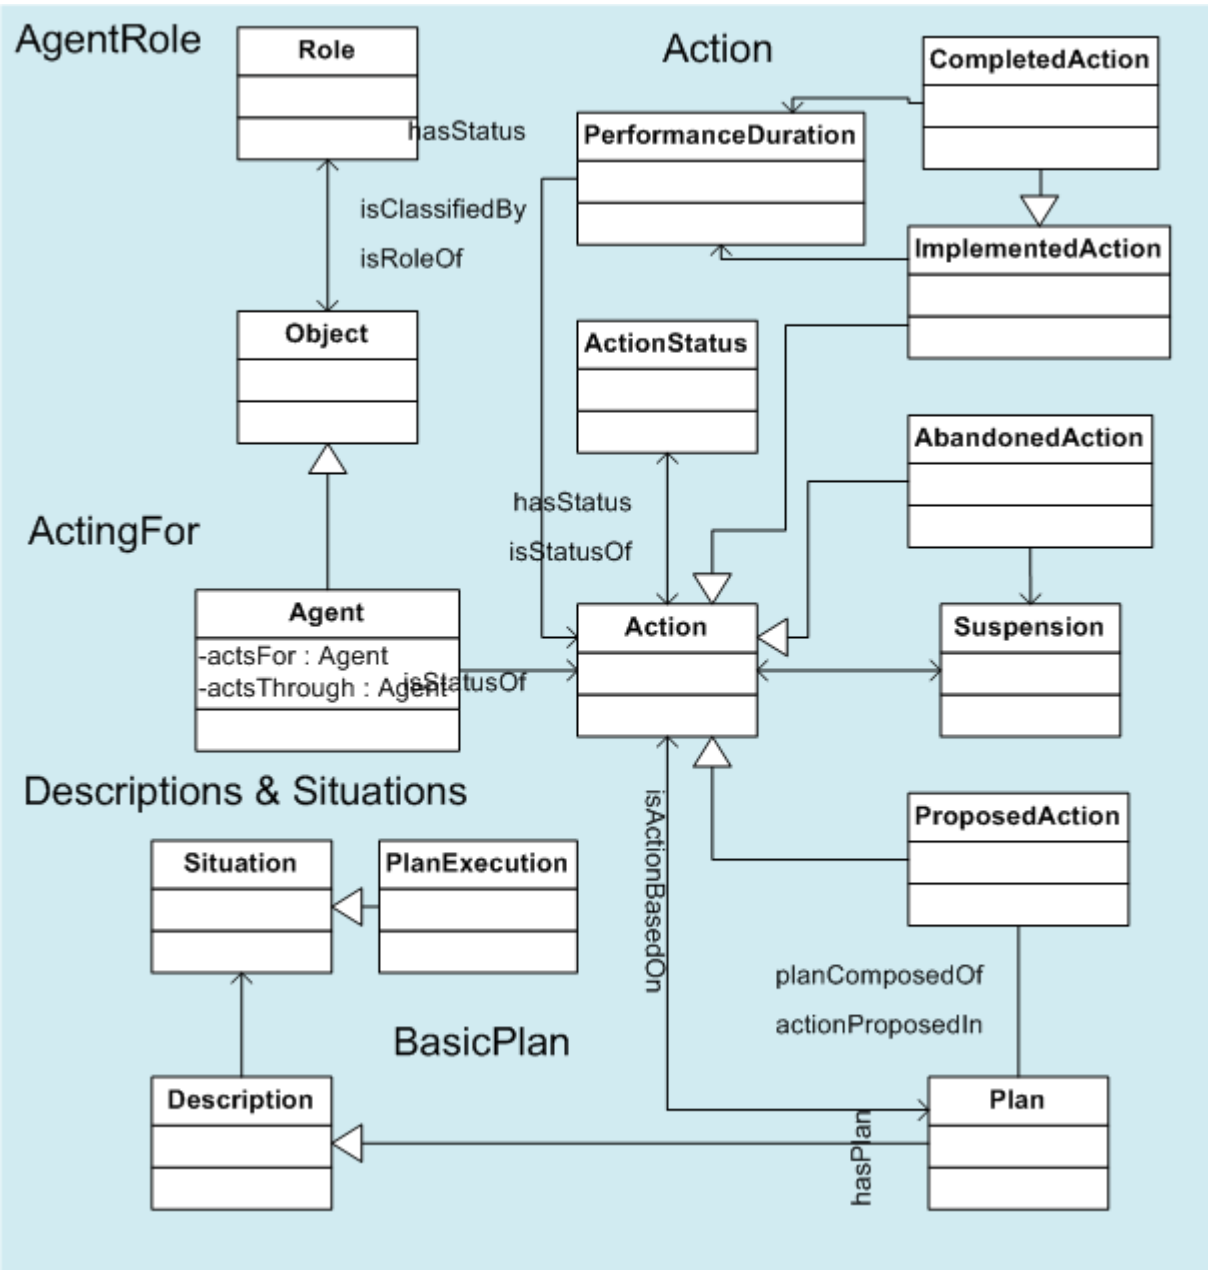 AgentRole
Role
Action
CompletedAction
hasStatus
PerformanceDuration
isClassifiedBy
isRoleOf
ImplementedAction
Object
ActionStatus
AbandonedAction
hasStatus
isStatusOf
ActingFor
Agent
-actsFor : Agent
-actsThrough : Agent
isStatusOf
Action
Suspension
Descriptions & Situations
Situation
PlanExecution
isActionBasedOn
ProposedAction
planComposedOf
actionProposedIn
BasicPlan
Description
hasPlan
Plan